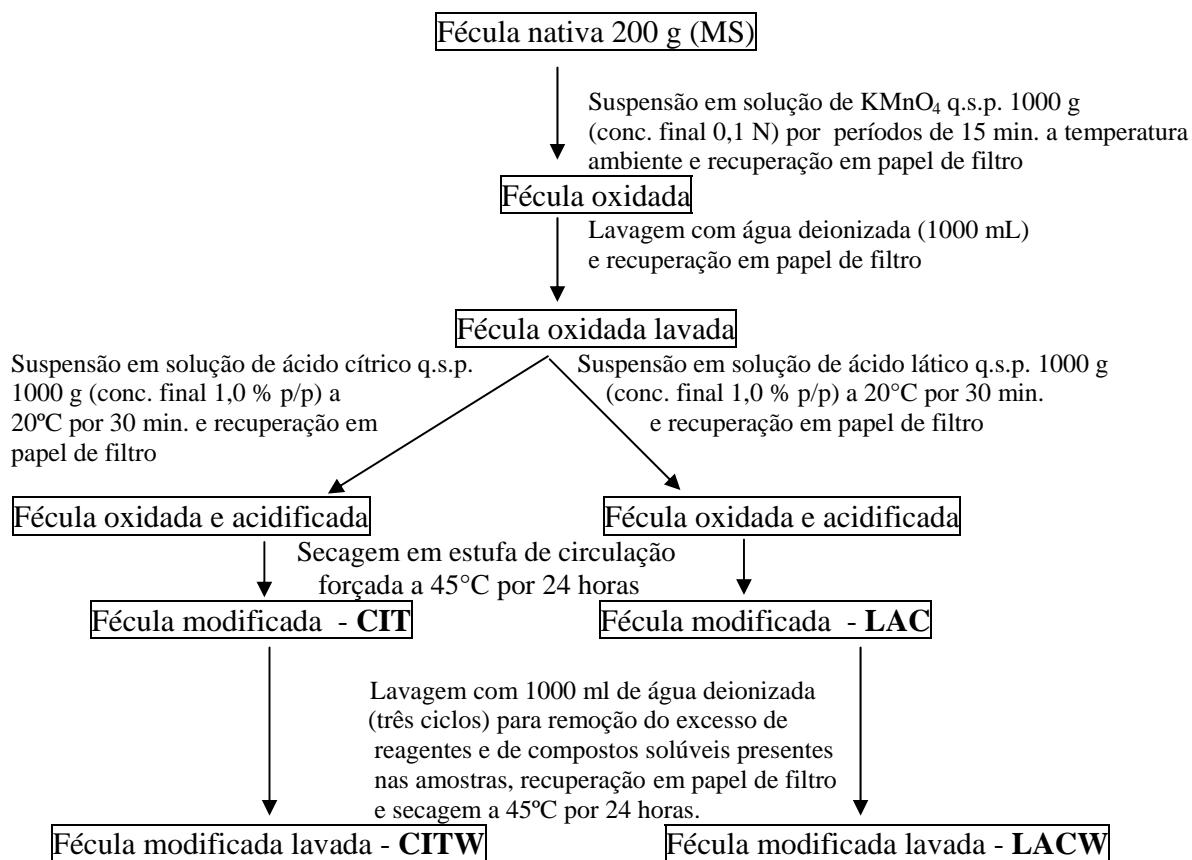 Fécula nativa 200 g (MS)
Suspensão em solução de KMnO₄ q.s.p. 1000 g
(conc. final 0,1 N) por períodos de 15 min. a temperatura
ambiente e recuperação em papel de filtro
Fécula oxidada
Lavagem com água deionizada (1000 mL)
e recuperação em papel de filtro
Fécula oxidada lavada
Suspensão em solução de ácido cítrico q.s.p.
1000 g (conc. final 1,0 % p/p) a
20ºC por 30 min. e recuperação em
papel de filtro
Suspensão em solução de ácido lático q.s.p. 1000 g
(conc. final 1,0 % p/p) a 20°C por 30 min.
e recuperação em papel de filtro
Fécula oxidada e acidificada
Fécula oxidada e acidificada
Secagem em estufa de circulação
forçada a 45°C por 24 horas
Fécula modificada - CIT
Fécula modificada - LAC
Lavagem com 1000 ml de água deionizada
(três ciclos) para remoção do excesso de
reagentes e de compostos solúveis presentes
nas amostras, recuperação em papel de filtro
e secagem a 45ºC por 24 horas.
Fécula modificada lavada - CITW
Fécula modificada lavada - LACW